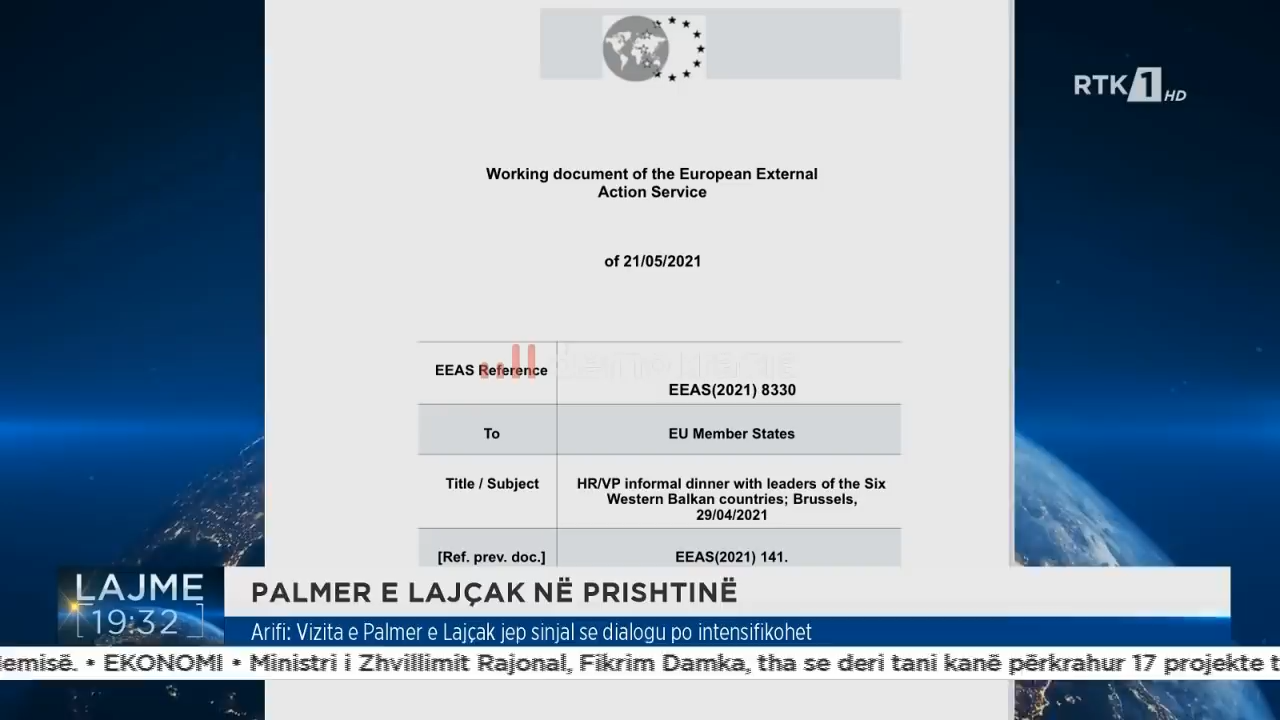 RTK 1 HD
Working document of the European External
Action Service
of 21/05/2021
EEAS Reference
EEAS(2021) 8330
To
EU Member States
Title / Subject
HR/VP informal dinner with leaders of the Six
Western Balkan countries; Brussels,
29/04/2021
[Ref. prev. doc.]
EEAS(2021) 141.
LAJME
19:32
PALMER E LAJÇAK NË PRISHTINË
Arifi: Vizita e Palmer e Lajçak jep sinjal se dialogu po intensifikohet
• EKONOMI • Ministri i Zhvillimit Rajonal, Fikrim Damka, tha se deri tani kanë përkrahur 17 projekte